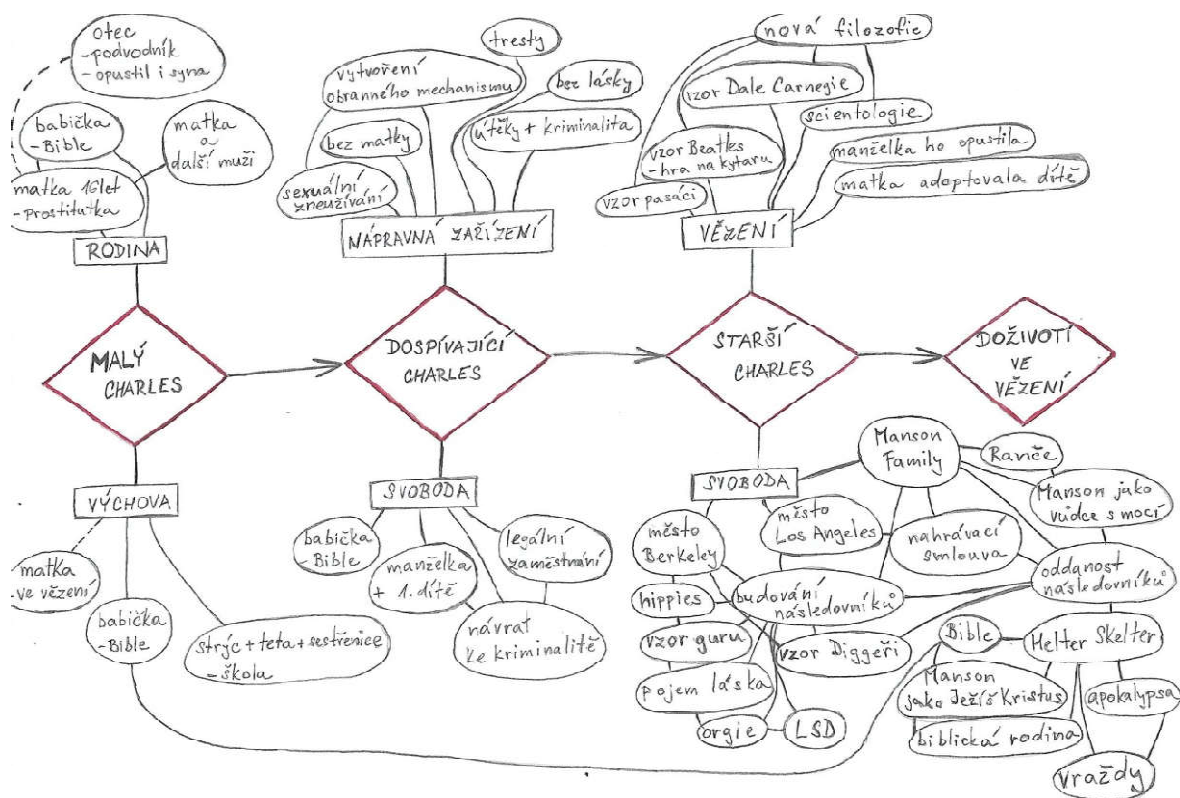 otec
-podvodník
-opustil i syna
babička
-Bible
matka
a
další muži
matka 16let
-prostitutka
RODINA
tresty
vytvoření
obranného mechanismu
bez lásky
útěky + kriminalita
bez matky
sexuální
zneužívání
NÁPRAVNÁ ZAŘÍZENÍ
nová filozofie
vzor Dale Carnegie
scientologie
vzor Beatles
-hra na kytaru
manželka ho opustila
matka adoptovala dítě
vzor pasáci
VĚZENÍ
MALÝ
CHARLES
DOSPÍVAJÍCÍ
CHARLES
STARŠÍ
CHARLES
DOŽIVOTÍ
VE
VĚZENÍ
VÝCHOVA
matka
-ve vězení
babička
-Bible
strýc + teta + sestřenice
-škola
SVOBODA
babička
-Bible
manželka
+ 1. dítě
legální
zaměstnání
návrat
ke kriminalitě
SVOBODA
Manson
Family
Ranče
Manson jako
vůdce s mocí
město
Berkeley
město
Los Angeles
nahrávací
smlouva
oddanost
následovníků
hippies
budování
následovníků
vzor guru
vzor Diggeři
Bible
Helter Skelter
pojem láska
Manson
jako Ježíš Kristus
apokalypsa
orgie
LSD
biblická rodina
vraždy